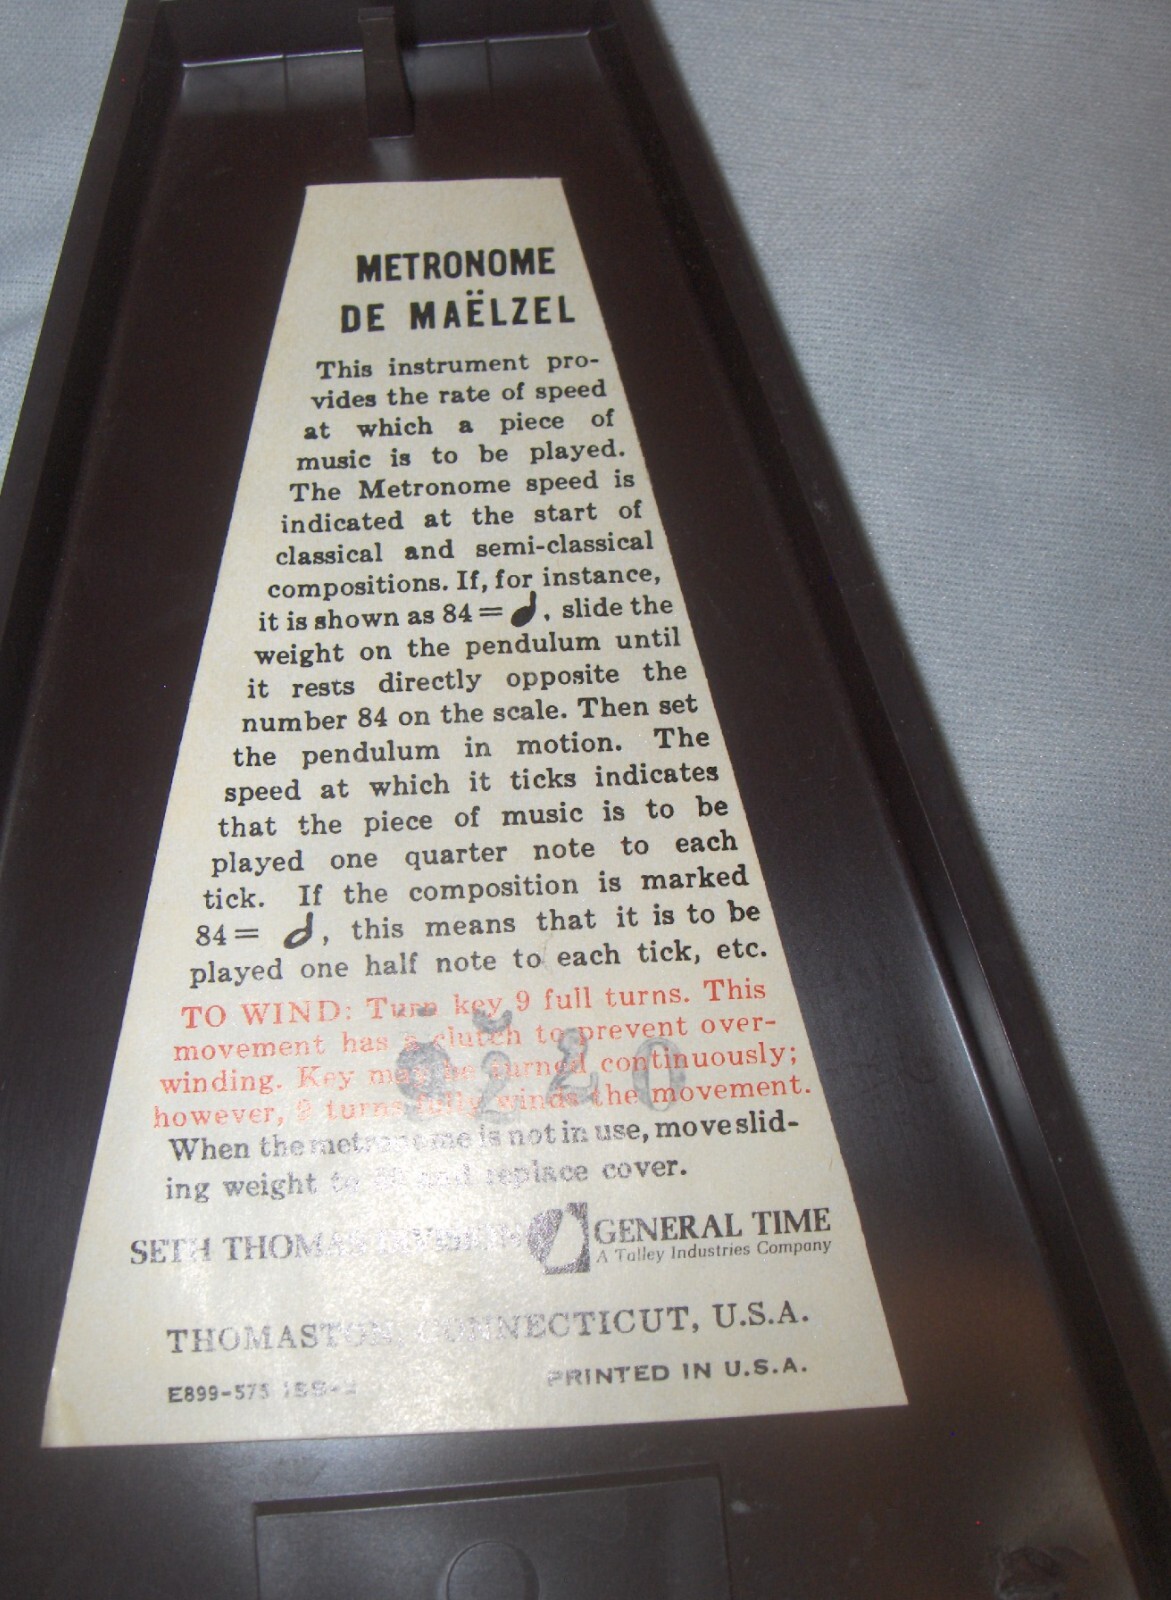 METRONOME
DE MAËLZEL
This instrument pro-
vides the rate of speed
at which a piece of
music is to be played.
The Metronome speed is
indicated at the start of
classical and semi-classical
compositions. If, for instance,
it is shown as 84 = ♩, slide the
weight on the pendulum until
it rests directly opposite the
number 84 on the scale. Then set
the pendulum in motion. The
speed at which it ticks indicates
that the piece of music is to be
played one quarter note to each
tick. If the composition is marked
84 = 𝅗𝅥, this means that it is to be
played one half note to each tick, etc.
TO WIND: Turn key 9 full turns. This
movement has a clutch to prevent over-
winding. Key may be turned continuously;
however, 9 turns fully winds the movement.
When the metronome is not in use, move slid-
ing weight to and replace cover.
SETH THOMAS
GENERAL TIME
A Talley Industries Company
THOMASTON, CONNECTICUT, U.S.A.
E899-575
PRINTED IN U.S.A.